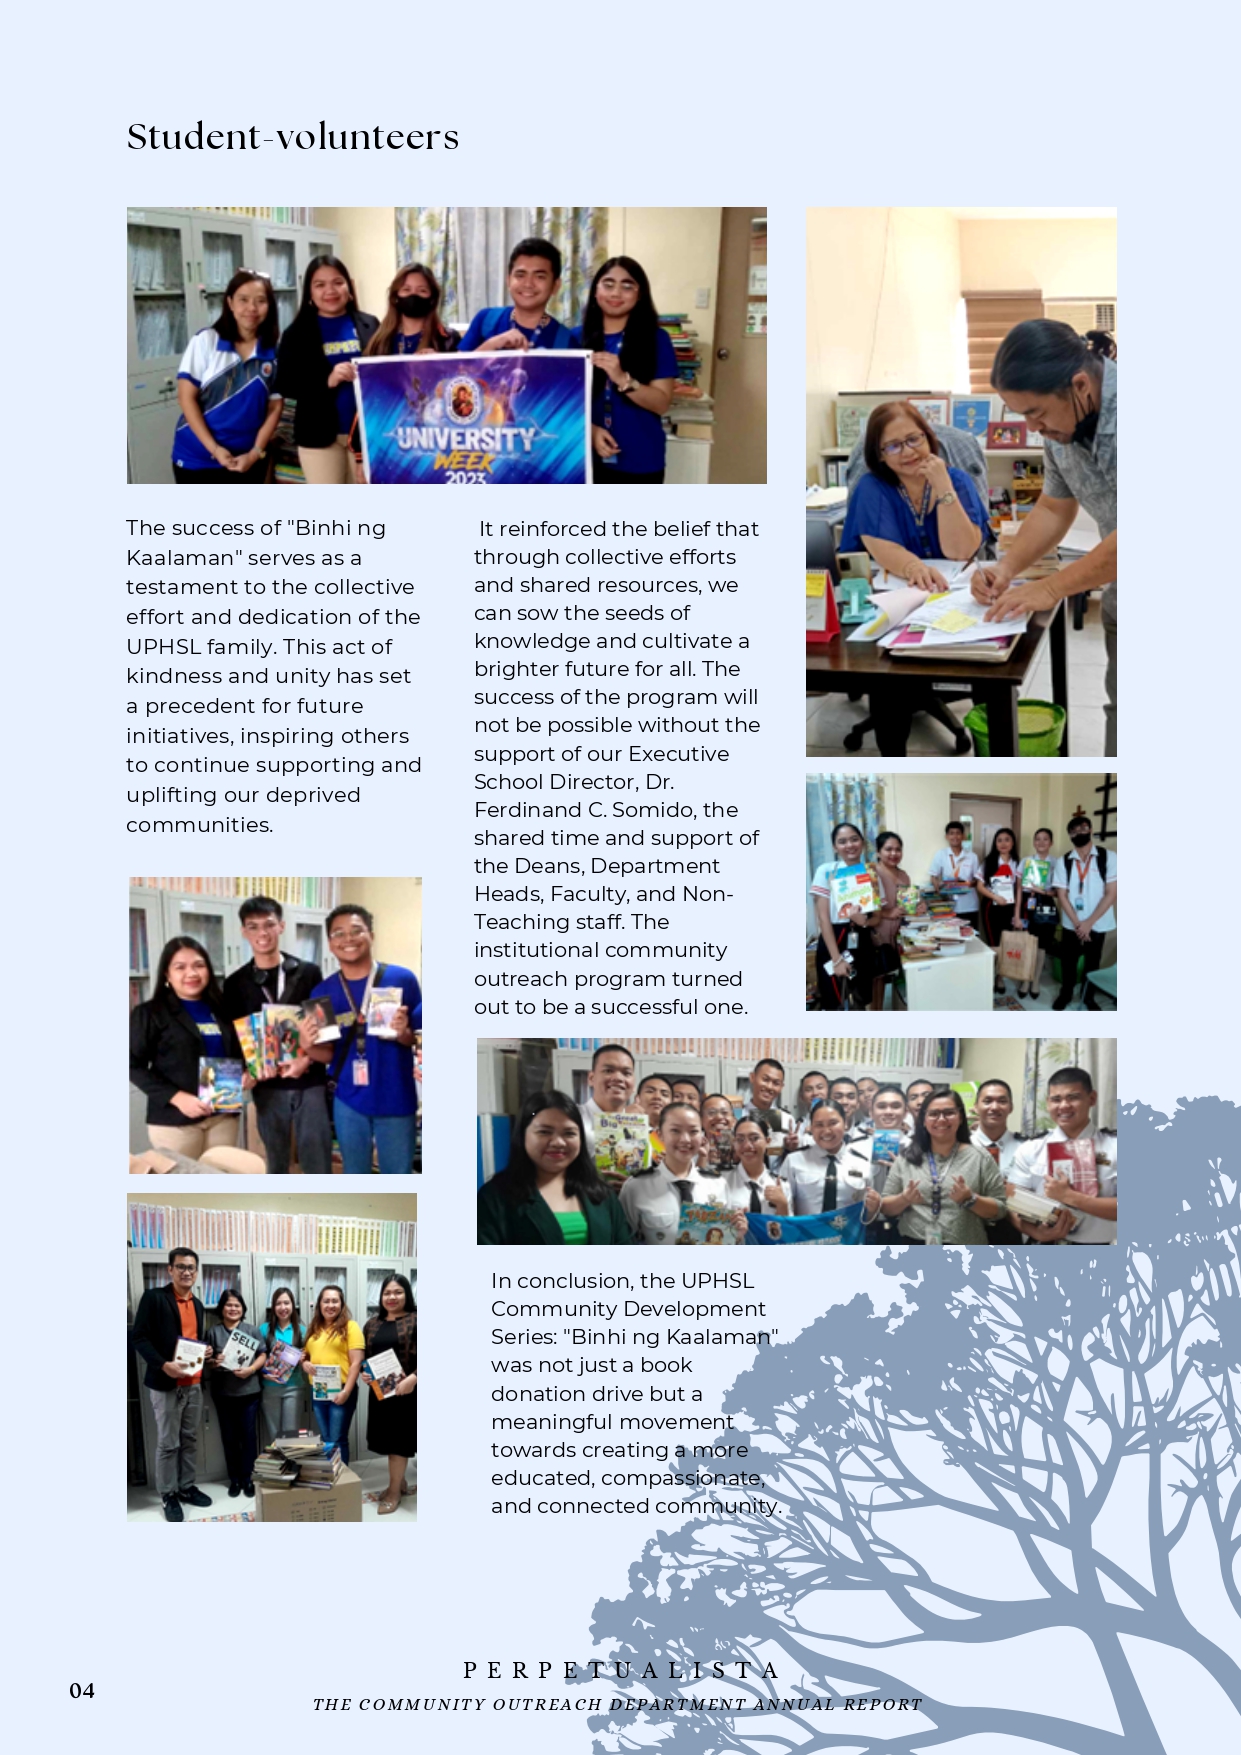 Student-volunteers
UNIVERSITY
WEEK
2023
The success of "Binhi ng
Kaalaman" serves as a
testament to the collective
effort and dedication of the
UPHSL family. This act of
kindness and unity has set
a precedent for future
initiatives, inspiring others
to continue supporting and
uplifting our deprived
communities.
It reinforced the belief that
through collective efforts
and shared resources, we
can sow the seeds of
knowledge and cultivate a
brighter future for all. The
success of the program will
not be possible without the
support of our Executive
School Director, Dr.
Ferdinand C. Somido, the
shared time and support of
the Deans, Department
Heads, Faculty, and Non-
Teaching staff. The
institutional community
outreach program turned
out to be a successful one.
Great
Big
SELL
In conclusion, the UPHSL
Community Development
Series: "Binhi ng Kaalaman"
was not just a book
donation drive but a
meaningful movement
towards creating a more
educated, compassionate,
and connected community.
PERPETUALISTA
04
THE COMMUNITY OUTREACH DEPARTMENT ANNUAL REPORT